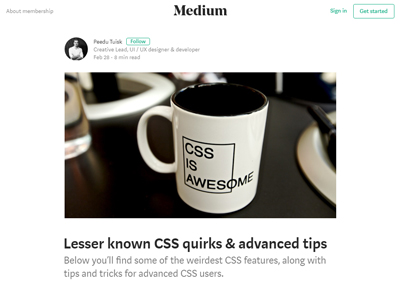 About membership
Medium
Sign in
Get started
Paedu Tuisk Follow
Creative Lead, UI / UX designer & developer
Feb 28 · 6 min read
CSS
IS
AWESOME
Lesser known CSS quirks & advanced tips
Below you'll find some of the weirdest CSS features, along with
tips and tricks for advanced CSS users.